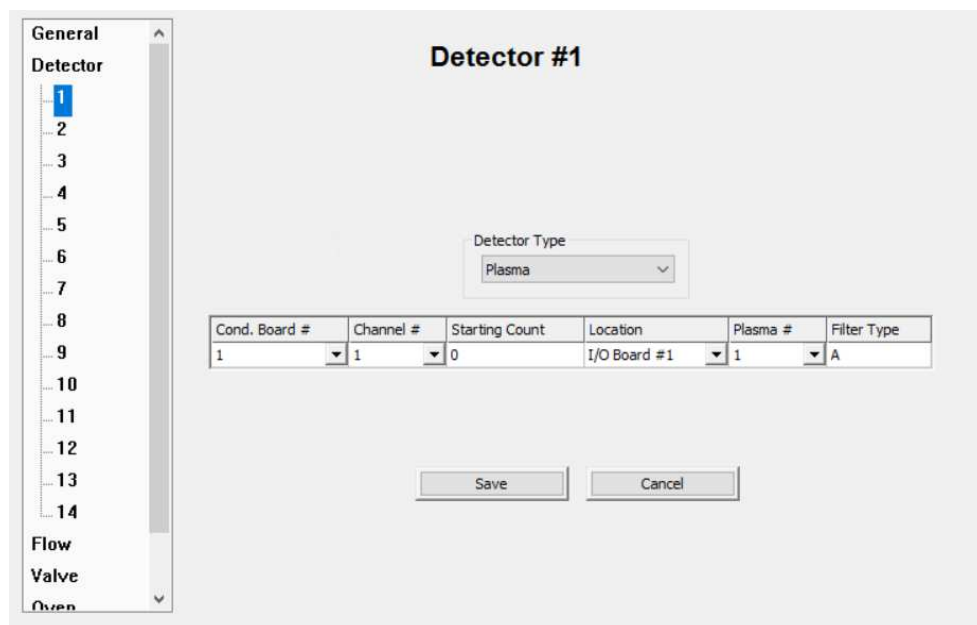 General
Detector
1
2
3
4
5
6
7
8
9
10
11
12
13
14
Flow
Valve
Oven
Detector #1
Detector Type
Plasma
Cond. Board # Channel # Starting Count Location Plasma # Filter Type
1 1 0 I/O Board #1 1 A
Save Cancel